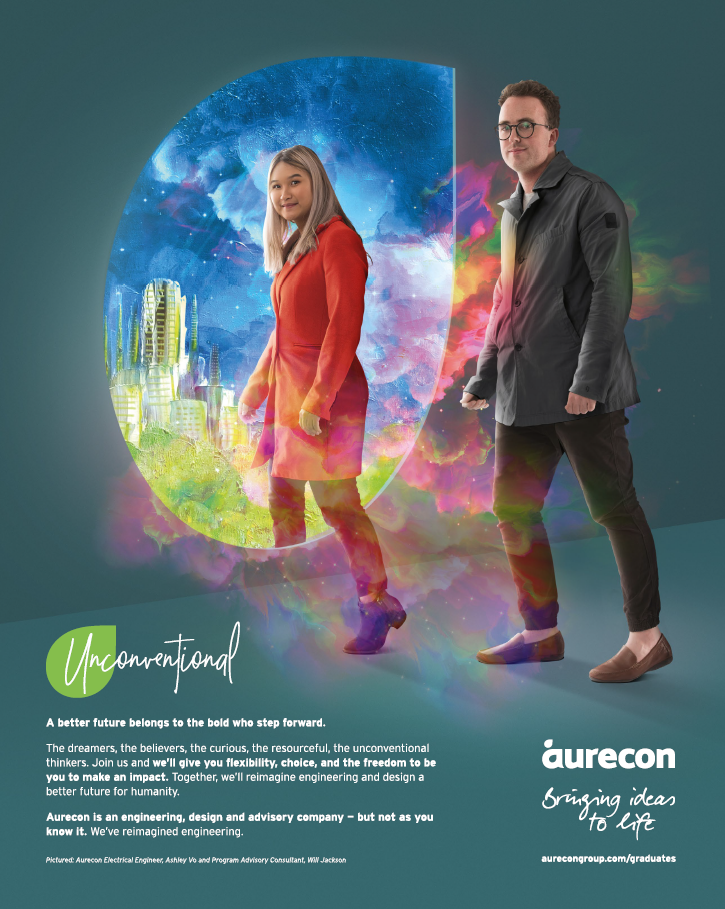 Unconventional
A better future belongs to the bold who step forward.
The dreamers, the believers, the curious, the resourceful, the unconventional
thinkers. Join us and we'll give you flexibility, choice, and the freedom to be
you to make an impact. Together, we'll reimagine engineering and design a
better future for humanity.
Aurecon is an engineering, design and advisory company – but not as you
know it. We've reimagined engineering.
Pictured: Aurecon Electrical Engineer, Ashley Vo and Program Advisory Consultant, Will Jackson
aurecon
Bringing ideas
to life
aurecongroup.com/graduates